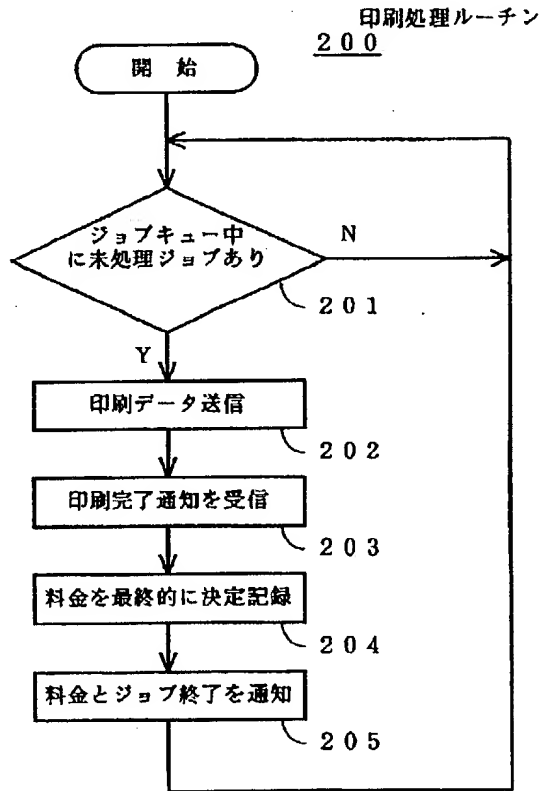 印刷処理ルーチン
２００
開 始
ジョブキュー中
に未処理ジョブあり
N
２０１
Y
印刷データ送信
２０２
印刷完了通知を受信
２０３
料金を最終的に決定記録
２０４
料金とジョブ終了を通知
２０５